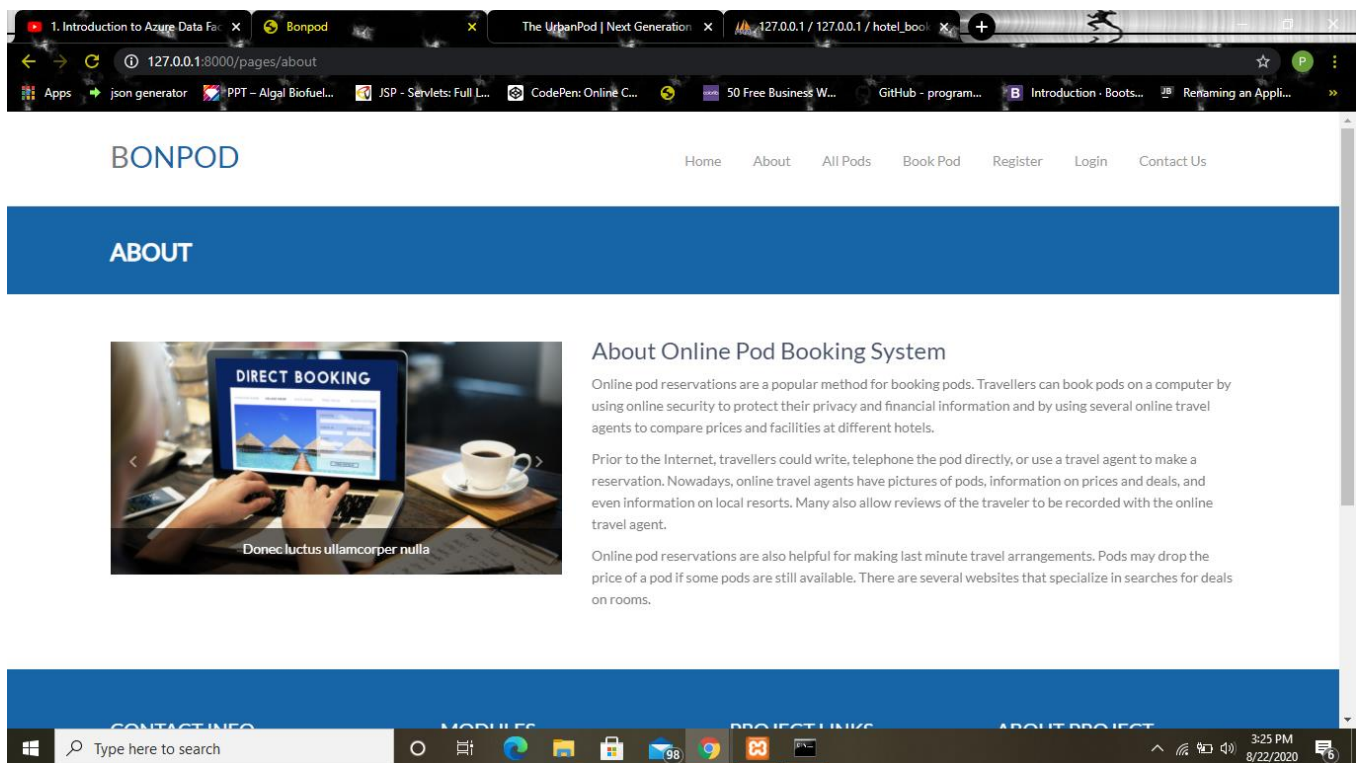 1. Introduction to Azure Data Fac
Bonpod
The UrbanPod | Next Generation
127.0.0.1 / 127.0.0.1 / hotel_book
127.0.0.1:8000/pages/about
P
Apps
json generator
PPT – Algal Biofuel...
JSP - Servlets: Full L...
CodePen: Online C...
50 Free Business W...
GitHub - program...
B
Introduction · Boots...
Renaming an Appli...
BONPOD
Home
About
All Pods
Book Pod
Register
Login
Contact Us
ABOUT
DIRECT BOOKING
Donec luctus ullamcorper nulla
About Online Pod Booking System
Online pod reservations are a popular method for booking pods. Travellers can book pods on a computer by
using online security to protect their privacy and financial information and by using several online travel
agents to compare prices and facilities at different hotels.
Prior to the Internet, travellers could write, telephone the pod directly, or use a travel agent to make a
reservation. Nowadays, online travel agents have pictures of pods, information on prices and deals, and
even information on local resorts. Many also allow reviews of the traveler to be recorded with the online
travel agent.
Online pod reservations are also helpful for making last minute travel arrangements. Pods may drop the
price of a pod if some pods are still available. There are several websites that specialize in searches for deals
on rooms.
CONTACT INFO
MODULES
PROJECT LINKS
ABOUT PROJECT
Type here to search
98
3:25 PM
8/22/2020
6